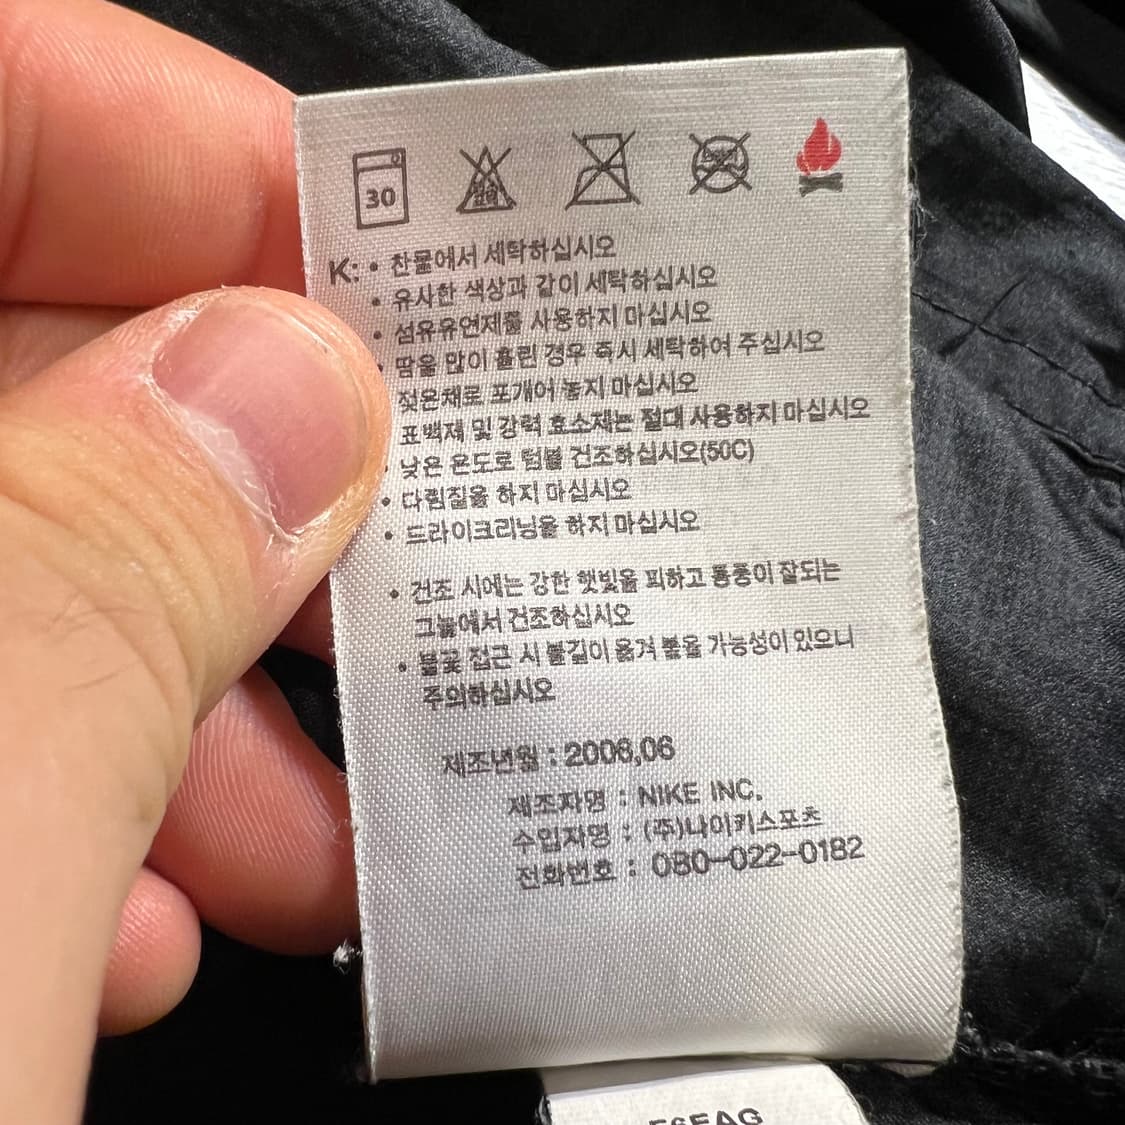 30
K: • 찬물에서 세탁하십시오
• 유사한 색상과 같이 세탁하십시오
• 섬유유연제를 사용하지 마십시오
• 땀을 많이 흘린 경우 즉시 세탁하여 주십시오
젖은채로 포개어 놓지 마십시오
표백재 및 강력 효소제는 절대 사용하지 마십시오
• 낮은 온도로 텀블 건조하십시오(50C)
• 다림질을 하지 마십시오
• 드라이크리닝을 하지 마십시오
• 건조 시에는 강한 햇빛을 피하고 통풍이 잘되는
그늘에서 건조하십시오
• 불꽃 접근 시 불길이 옮겨 붙을 가능성이 있으니
주의하십시오
제조년월 : 2006,06
제조자명 : NIKE INC.
수입자명 : (주)나이키스포츠
전화번호 : 080-022-0182